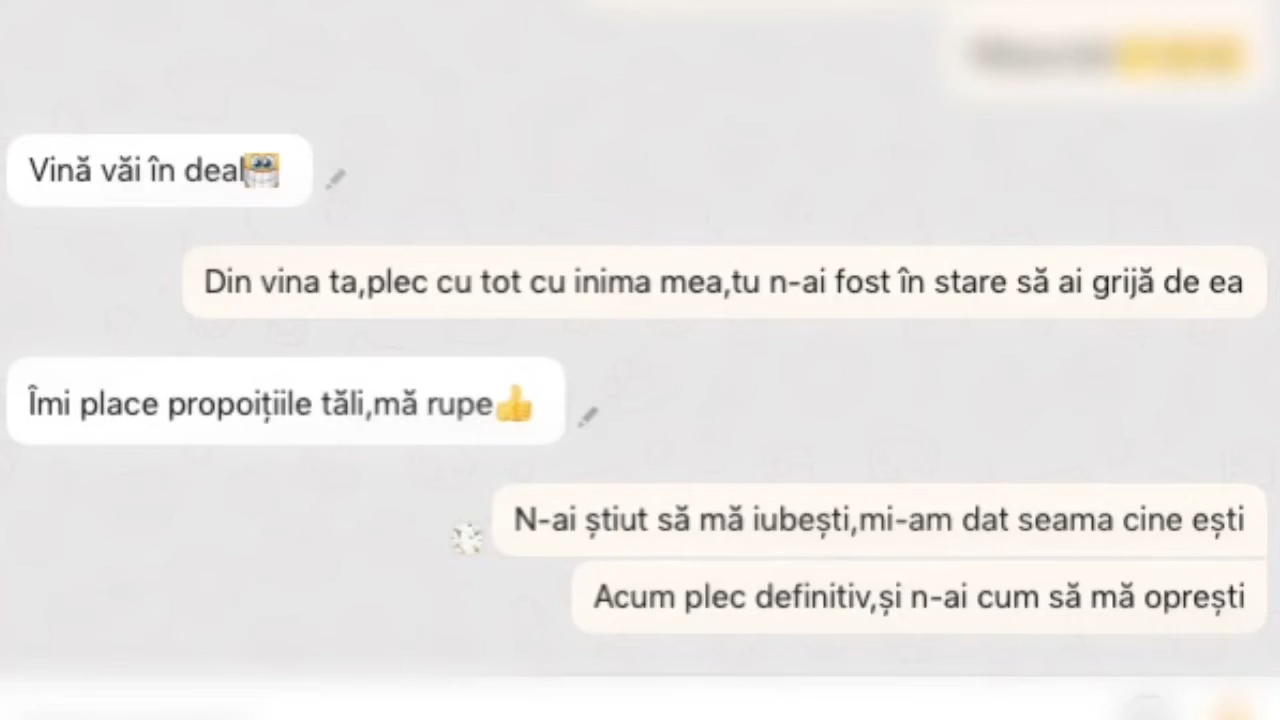 Vină văi în deal
Din vina ta,plec cu tot cu inima mea,tu n-ai fost în stare să ai grijă de ea
Îmi place propoițiile tăli,mă rupe👍
N-ai știut să mă iubești,mi-am dat seama cine ești
Acum plec definitiv,și n-ai cum să mă oprești